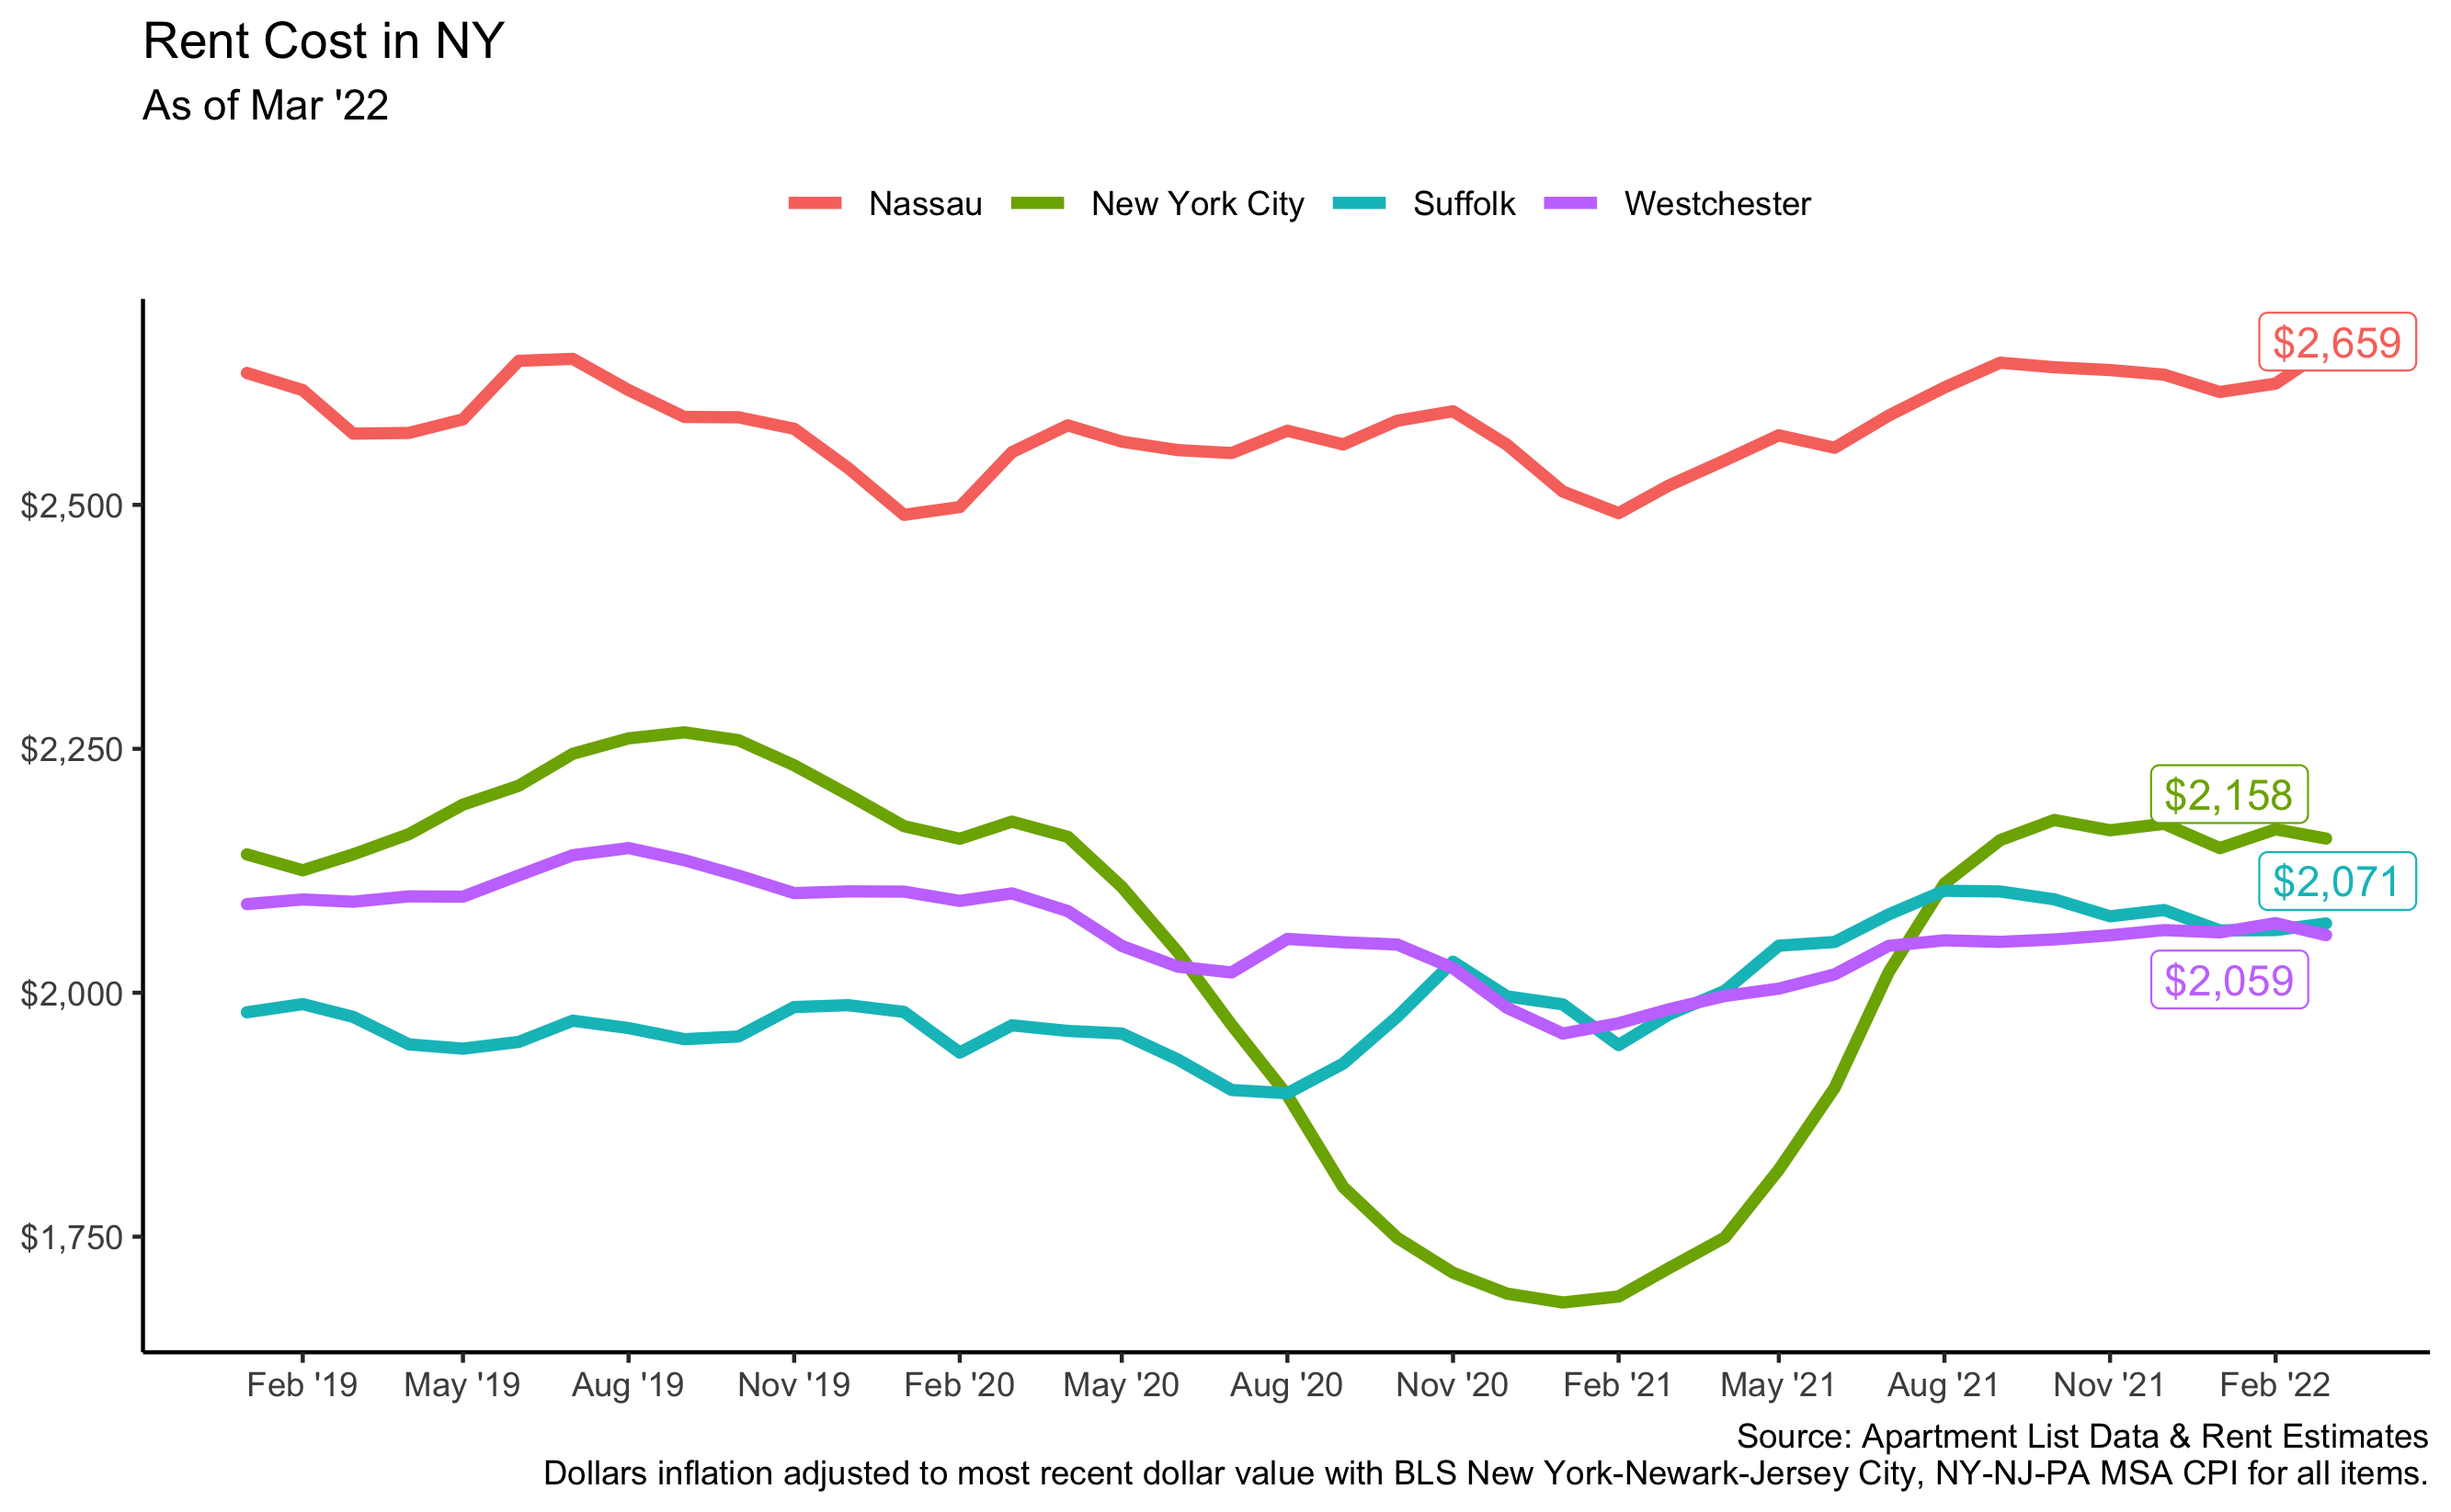 Rent Cost in NY
As of Mar '22
Nassau New York City Suffolk Westchester
$2,659
$2,500
$2,250
$2,158
$2,071
$2,000
$2,059
$1,750
Feb '19 May '19 Aug '19 Nov '19 Feb '20 May '20 Aug '20 Nov '20 Feb '21 May '21 Aug '21 Nov '21 Feb '22
Source: Apartment List Data & Rent Estimates
Dollars inflation adjusted to most recent dollar value with BLS New York-Newark-Jersey City, NY-NJ-PA MSA CPI for all items.